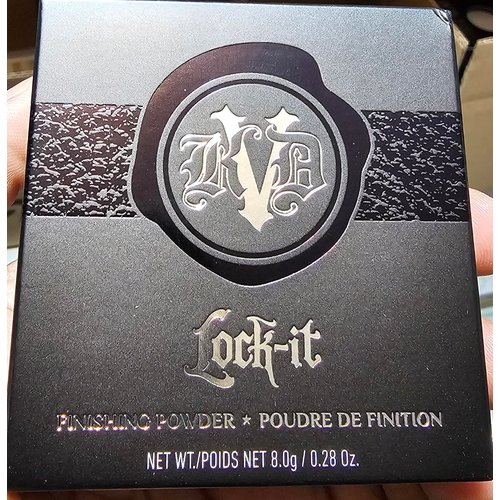 KVD
Lock-it
FINISHING POWDER ★ POUDRE DE FINITION
NET WT./POIDS NET 8.0g / 0.28 Oz.